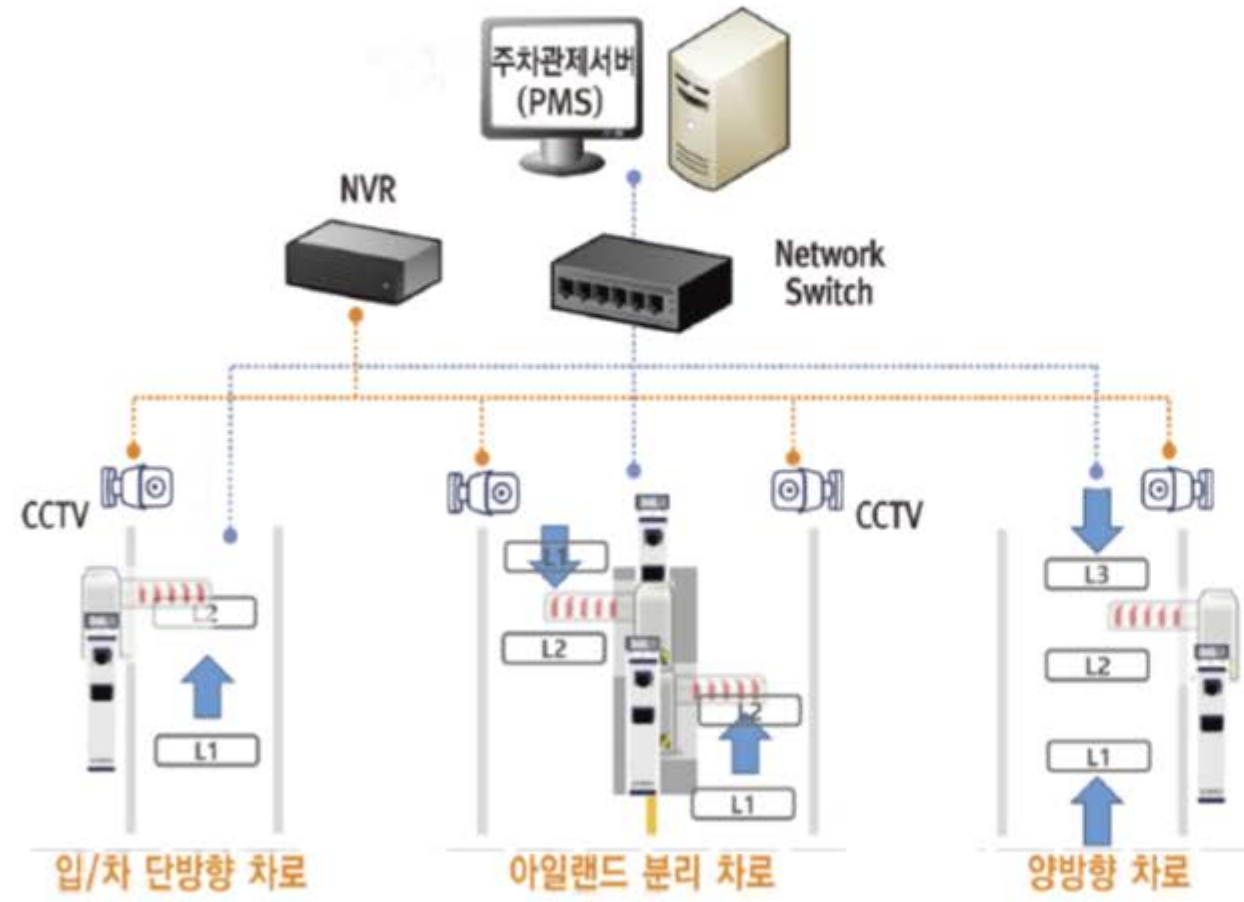 주차관제서버
(PMS)
NVR
Network
Switch
CCTV
CCTV
L2
L1
L1
L2
L2
L1
L3
L2
L1
입/차 단방향 차로
아일랜드 분리 차로
양방향 차로